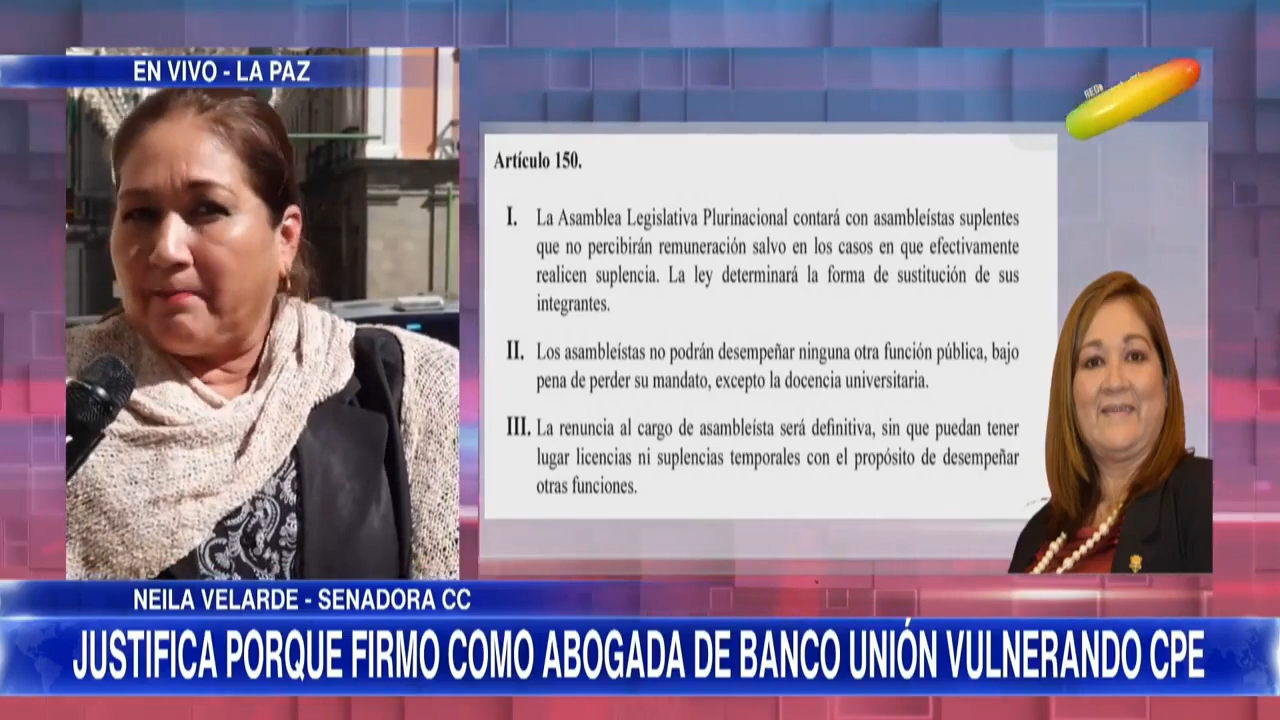 EN VIVO - LA PAZ
Artículo 150.
I. La Asamblea Legislativa Plurinacional contará con asambleístas suplentes
que no percibirán remuneración salvo en los casos en que efectivamente
realicen suplencia. La ley determinará la forma de sustitución de sus
integrantes.
II. Los asambleístas no podrán desempeñar ninguna otra función pública, bajo
pena de perder su mandato, excepto la docencia universitaria.
III. La renuncia al cargo de asambleísta será definitiva, sin que puedan tener
lugar licencias ni suplencias temporales con el propósito de desempeñar
otras funciones.
NEILA VELARDE - SENADORA CC
JUSTIFICA PORQUE FIRMO COMO ABOGADA DE BANCO UNIÓN VULNERANDO CPE